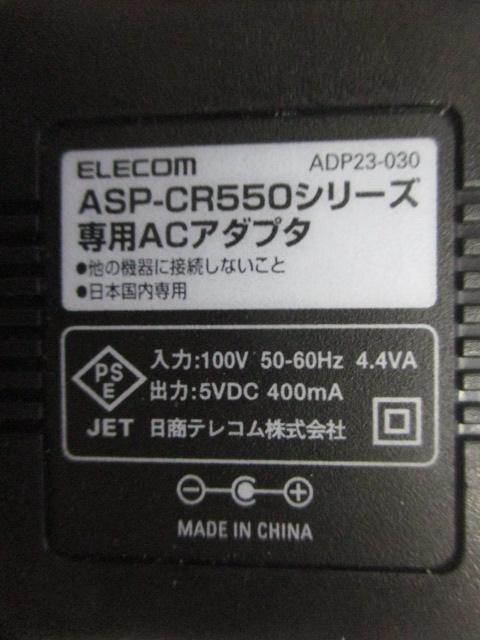 ELECOM ADP23-030
ASP-CR550シリーズ
専用ACアダプタ
●他の機器に接続しないこと
●日本国内専用
PS
E
入力:100V 50-60Hz 4.4VA
出力:5VDC 400mA
JET 日商テレコム株式会社
MADE IN CHINA